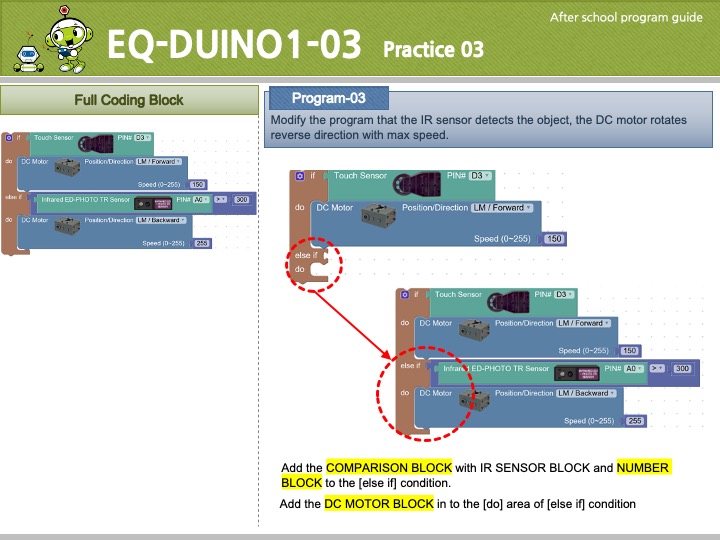 After school program guide
EQ-DUINO1-03 Practice 03
Full Coding Block
if Touch Sensor PIN# D3
do DC Motor Position/Direction LM / Forward
Speed (0~255) 150
else if Infrared ED-PHOTO TR Sensor PIN# A0 > 300
do DC Motor Position/Direction LM / Backward
Speed (0~255) 255
Program-03
Modify the program that the IR sensor detects the object, the DC motor rotates
reverse direction with max speed.
if Touch Sensor PIN# D3
do DC Motor Position/Direction LM / Forward
Speed (0~255) 150
else if
do
if Touch Sensor PIN# D3
do DC Motor Position/Direction LM / Forward
Speed (0~255) 150
else if Infrared ED-PHOTO TR Sensor PIN# A0 > 300
do DC Motor Position/Direction LM / Backward
Speed (0~255) 255
Add the COMPARISON BLOCK with IR SENSOR BLOCK and NUMBER
BLOCK to the [else if] condition.
Add the DC MOTOR BLOCK in to the [do] area of [else if] condition